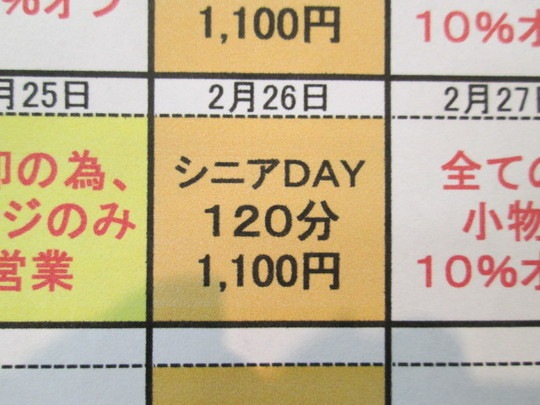 %オフ
1,100円
10%オ
月25日
2月26日
2月27日
の為、
ジのみ
営業
シニアDAY
120分
1,100円
全ての
小物
10%オ